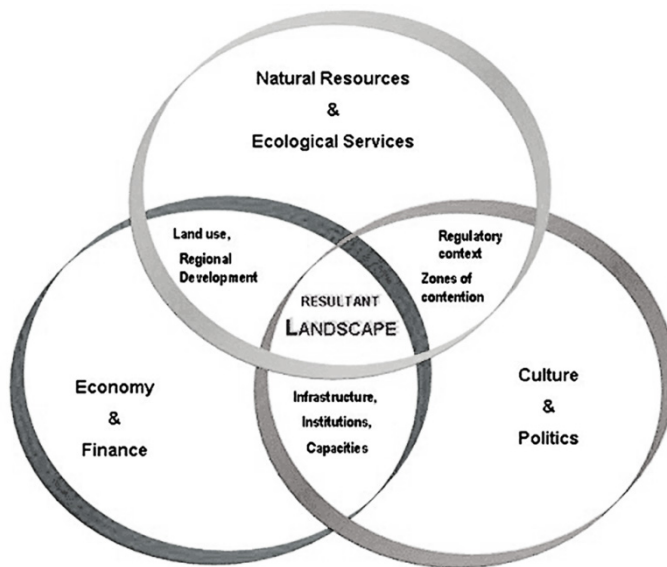 Natural Resources
&
Ecological Services
Land use,
Regional
Development
Regulatory
context
Zones of
contention
RESULTANT
LANDSCAPE
Economy
&
Finance
Infrastructure,
Institutions,
Capacities
Culture
&
Politics